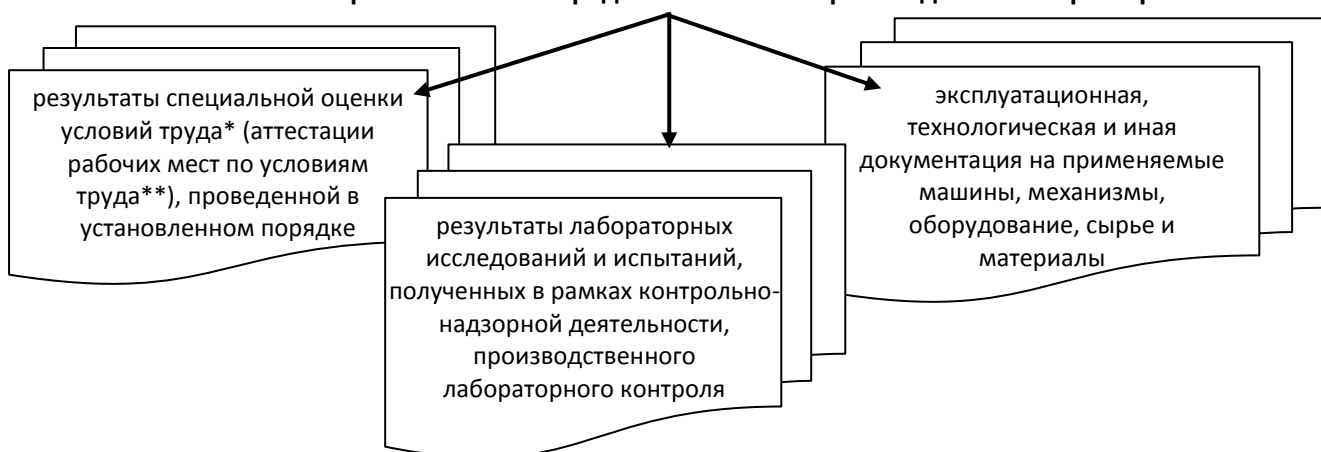 результаты специальной оценки
условий труда* (аттестации
рабочих мест по условиям
труда**), проведенной в
установленном порядке
результаты лабораторных
исследований и испытаний,
полученных в рамках контрольно-
надзорной деятельности,
производственного
лабораторного контроля
эксплуатационная,
технологическая и иная
документация на применяемые
машины, механизмы,
оборудование, сырье и
материалы